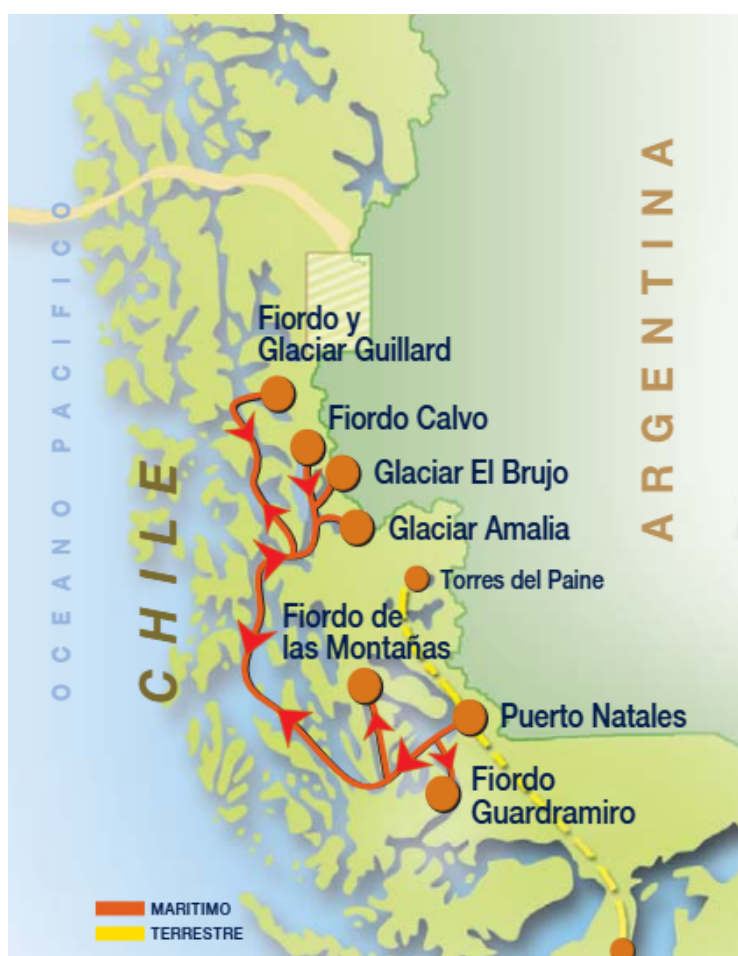 OCEANO PACIFICO
CHILE
ARGENTINA
Fiordo y
Glaciar Guillard
Fiordo Calvo
Glaciar El Brujo
Glaciar Amalia
Torres del Paine
Fiordo de
las Montañas
Puerto Natales
Fiordo
Guardramiro
MARITIMO
TERRESTRE